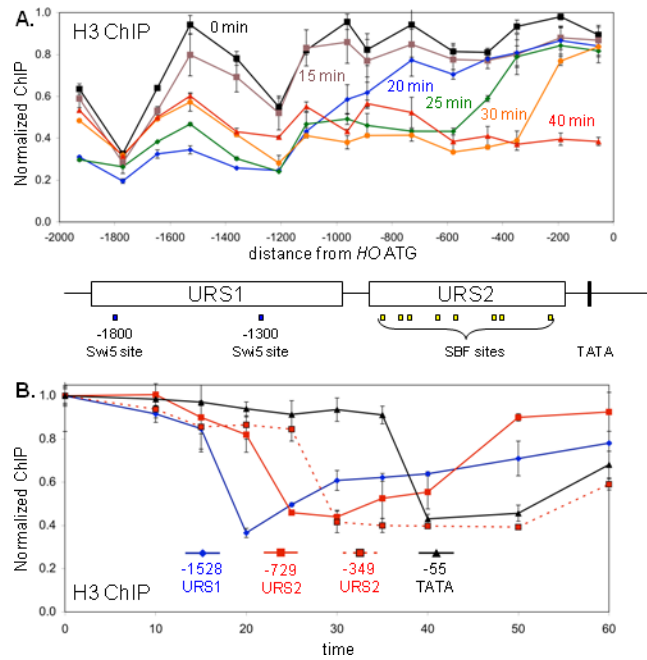 A.
H3 ChIP
0 min
15 min
20 min
25 min
30 min
40 min
Normalized ChIP
1.0
0.8
0.6
0.4
0.2
0.0
-2000
-1800
-1600
-1400
-1200
-1000
-800
-600
-400
-200
0
distance from HO ATG
URS1
URS2
-1800
Swi5 site
-1300
Swi5 site
SBF sites
TATA
B.
Normalized ChIP
1.0
0.8
0.6
0.4
0.2
0.0
H3 ChIP
-1528
URS1
-729
URS2
-349
URS2
-55
TATA
0
10
20
30
40
50
60
time